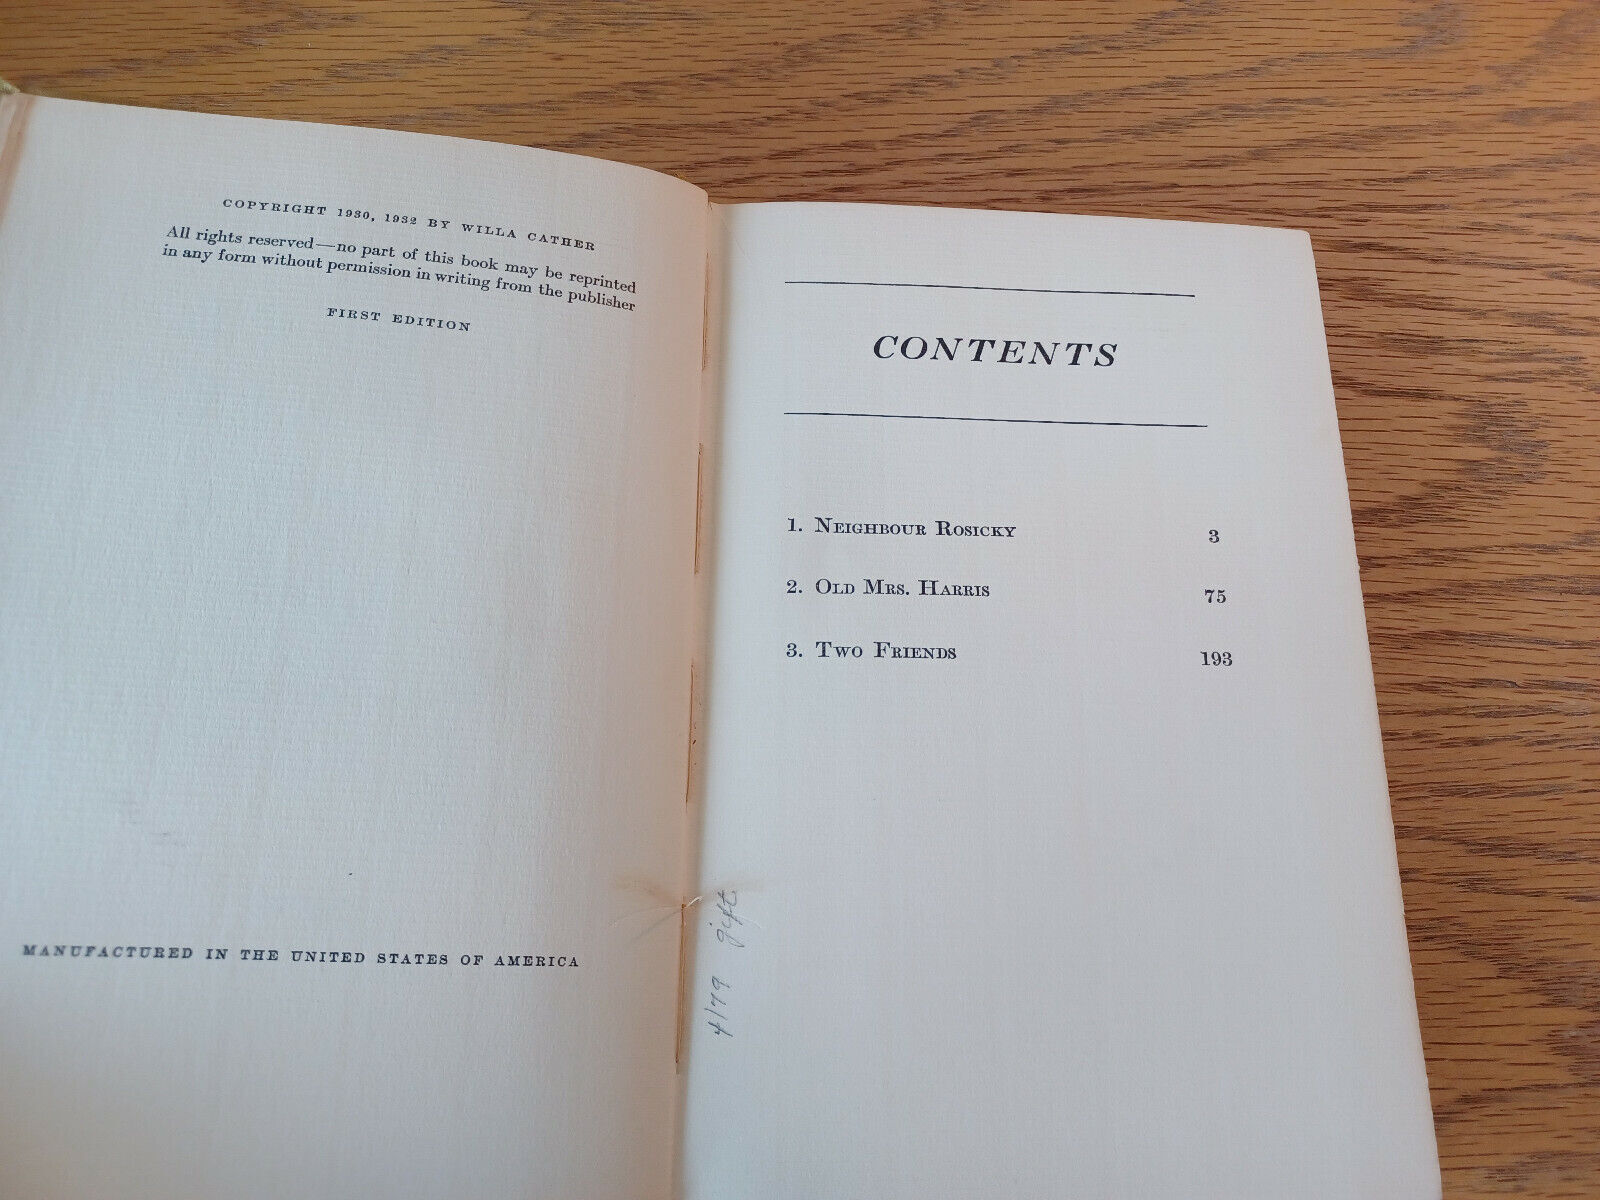 COPYRIGHT 1930, 1932 BY WILLA CATHER
All rights reserved—no part of this book may be reprinted
in any form without permission in writing from the publisher
FIRST EDITION
MANUFACTURED IN THE UNITED STATES OF AMERICA
CONTENTS
1. NEIGHBOUR ROSICKY 3
2. OLD MRS. HARRIS 75
3. TWO FRIENDS 193
4/79 gift